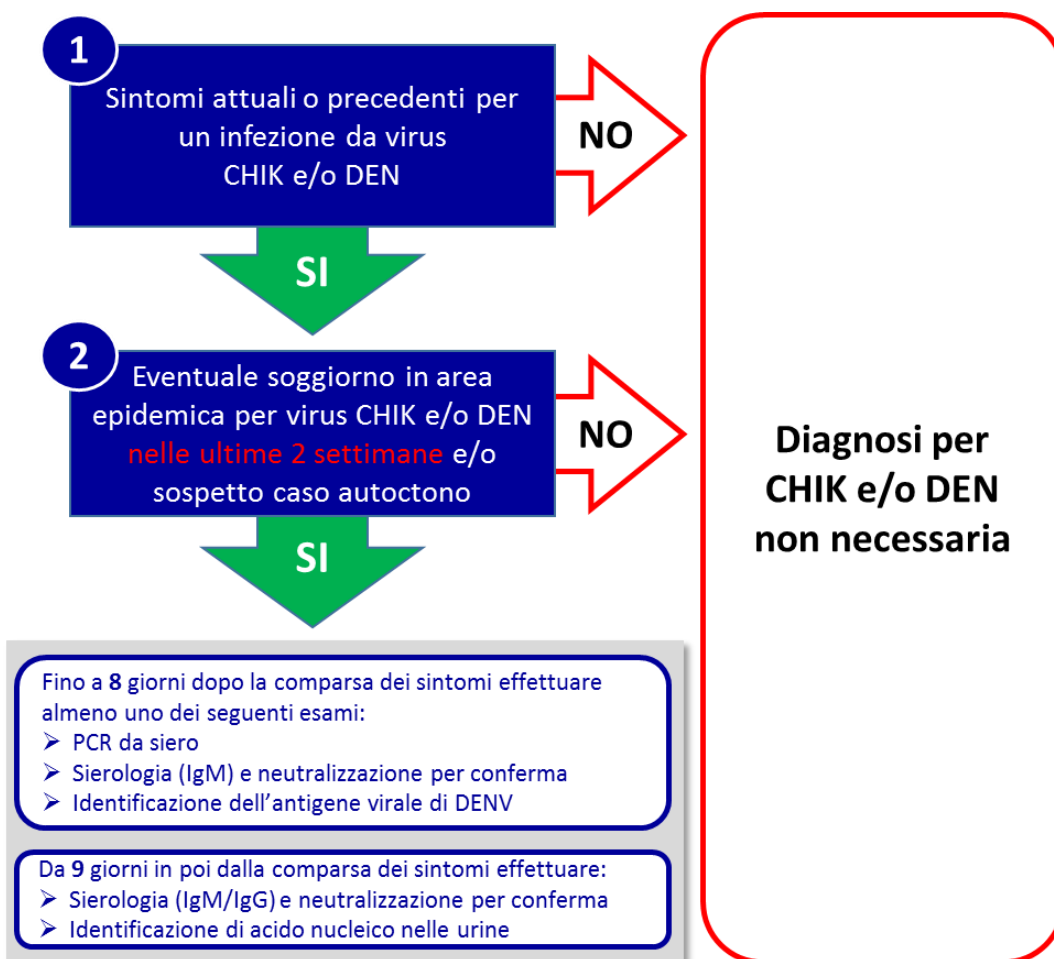 1
Sintomi attuali o precedenti per
un infezione da virus
CHIK e/o DEN
NO
SI
2
Eventuale soggiorno in area
epidemica per virus CHIK e/o DEN
nelle ultime 2 settimane e/o
sospetto caso autoctono
NO
SI
Diagnosi per
CHIK e/o DEN
non necessaria
Fino a 8 giorni dopo la comparsa dei sintomi effettuare
almeno uno dei seguenti esami:
➢ PCR da siero
➢ Sierologia (IgM) e neutralizzazione per conferma
➢ Identificazione dell’antigene virale di DENV
Da 9 giorni in poi dalla comparsa dei sintomi effettuare:
➢ Sierologia (IgM/IgG) e neutralizzazione per conferma
➢ Identificazione di acido nucleico nelle urine